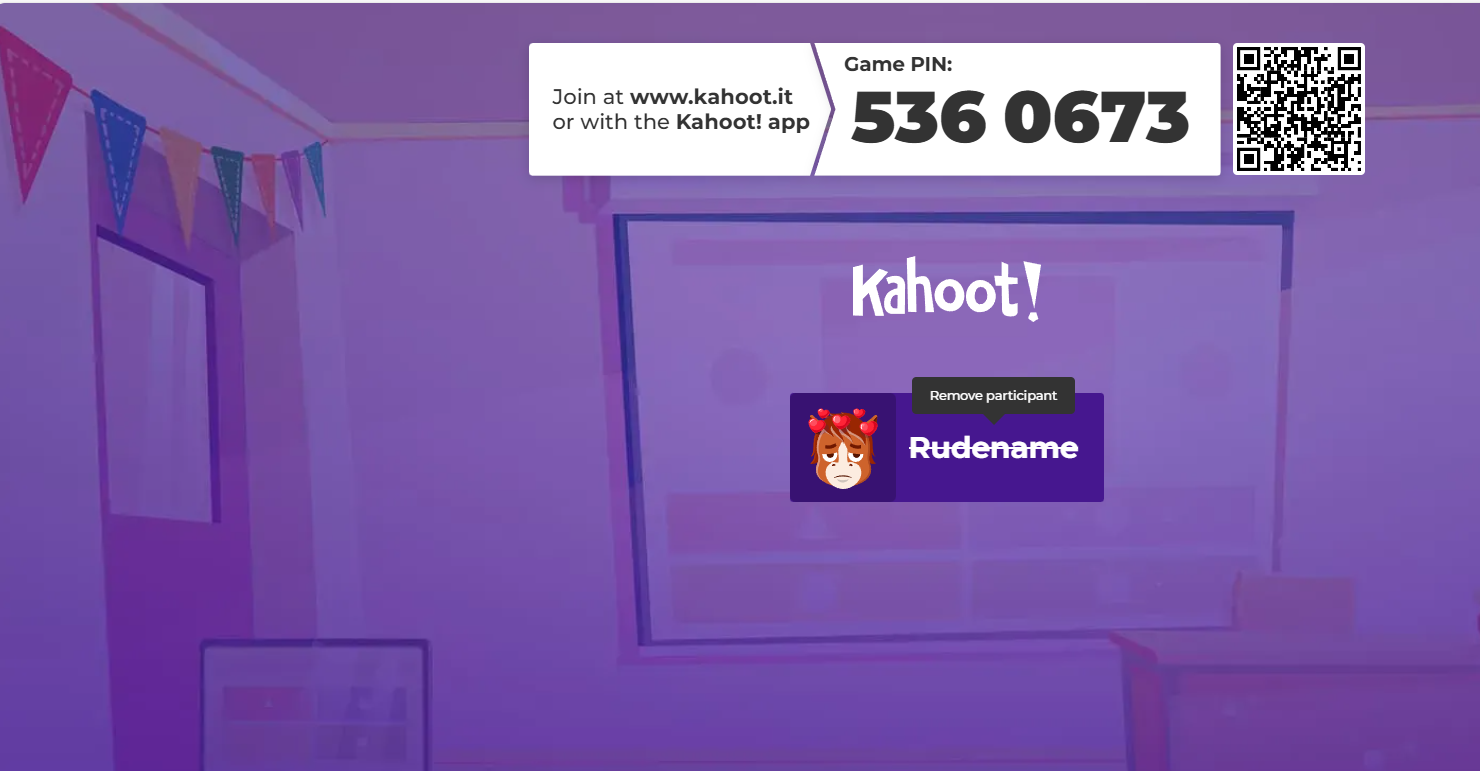 Join at www.kahoot.it
or with the Kahoot! app
Game PIN:
536 0673
Kahoot!
Remove participant
Rudename